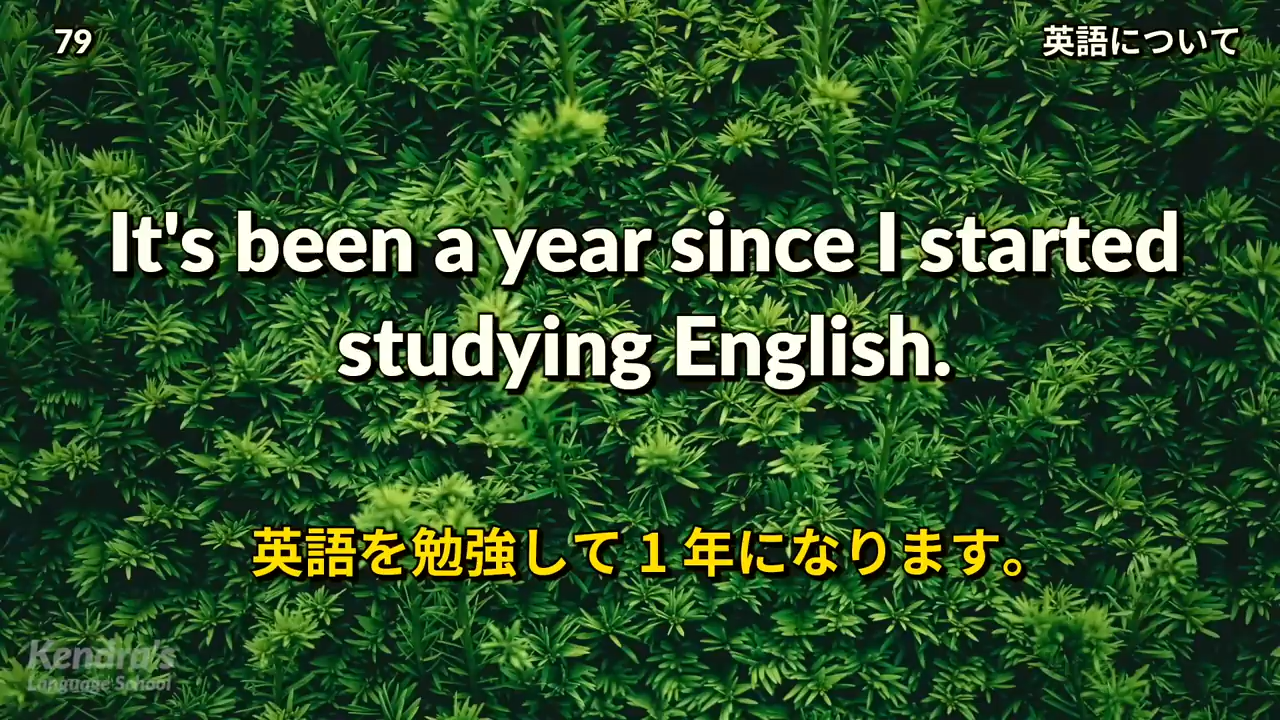 79
英語について
It's been a year since I started
studying English.
英語を勉強して 1 年になります。
Kendra's
Language School